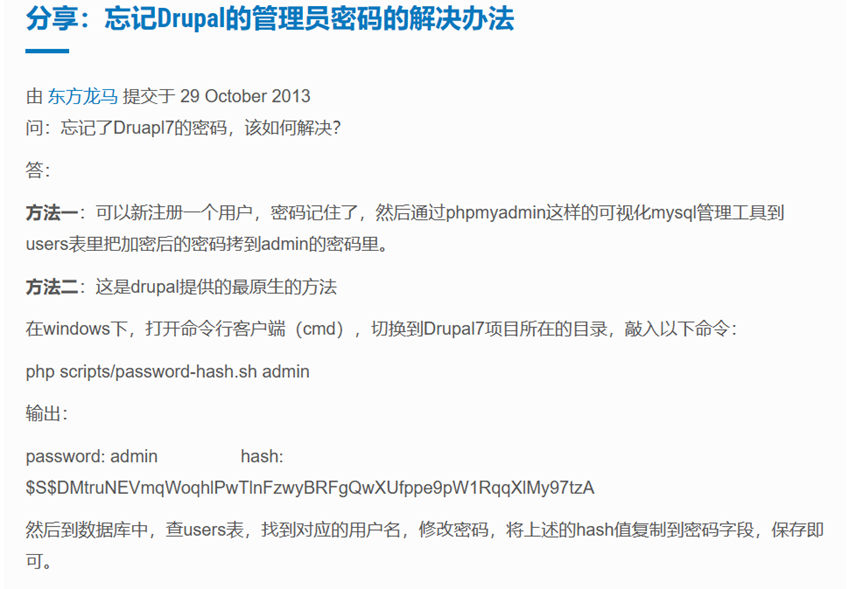 分享：忘记Drupal的管理员密码的解决办法
由 东方龙马 提交于 29 October 2013
问：忘记了Druapl7的密码，该如何解决？
答：
方法一：可以新注册一个用户，密码记住了，然后通过phpmyadmin这样的可视化mysql管理工具到
users表里把加密后的密码拷到admin的密码里。
方法二：这是drupal提供的最原生的方法
在windows下，打开命令行客户端（cmd），切换到Drupal7项目所在的目录，敲入以下命令：
php scripts/password-hash.sh admin
输出：
password: admin hash:
$S$DMtruNEVmqWoqhlPwTlnFzwyBRFgQwXUfppe9pW1RqqXlMy97tzA
然后到数据库中，查users表，找到对应的用户名，修改密码，将上述的hash值复制到密码字段，保存即
可。